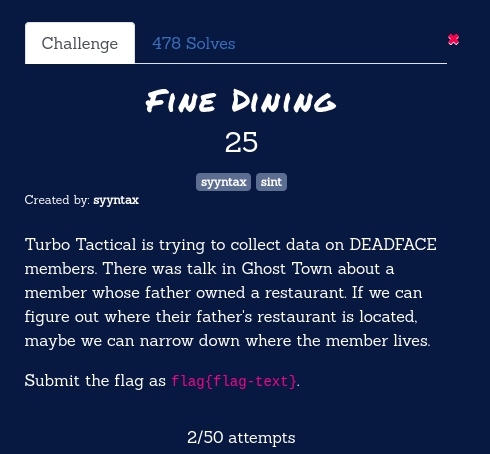 Challenge
478 Solves
Fine Dining
25
syyntax sint
Created by: syyntax
Turbo Tactical is trying to collect data on DEADFACE
members. There was talk in Ghost Town about a
member whose father owned a restaurant. If we can
figure out where their father's restaurant is located,
maybe we can narrow down where the member lives.
Submit the flag as flag{flag-text}.
2/50 attempts